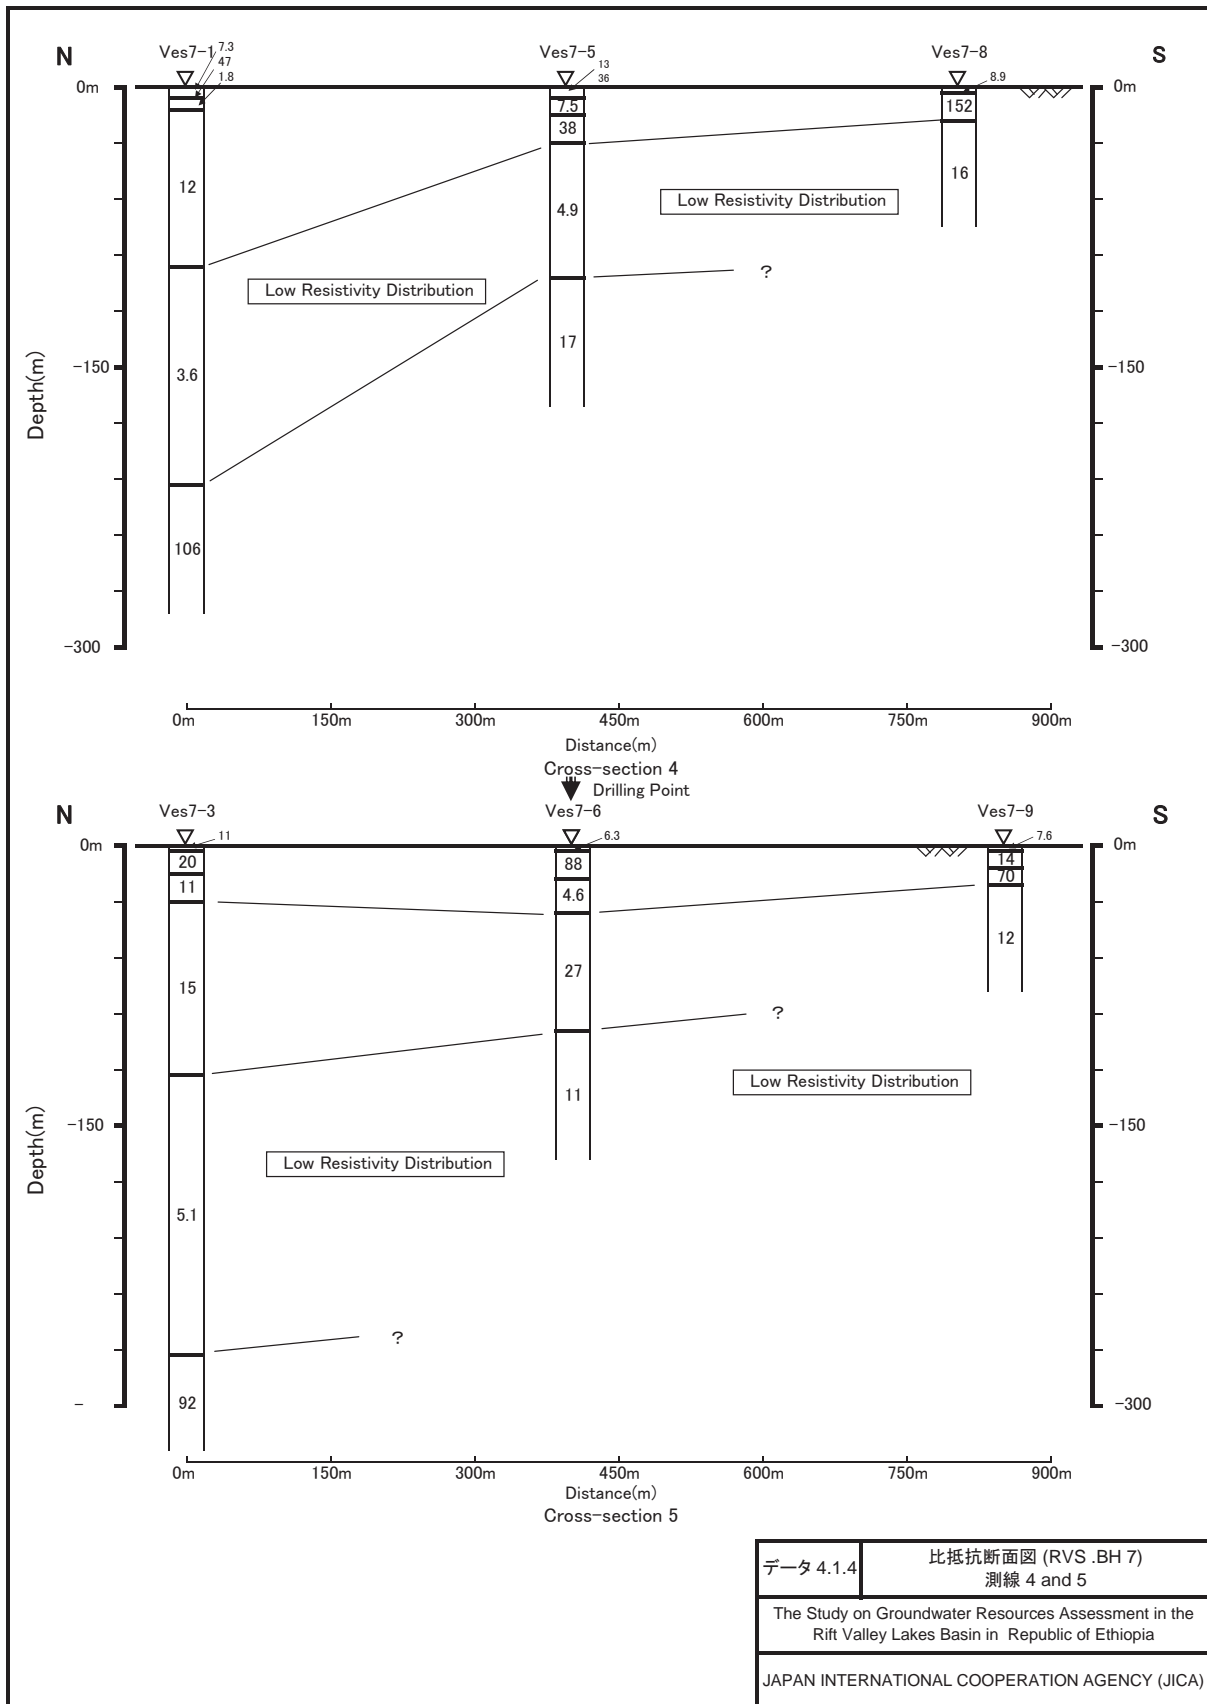 N
Ves7-1
7.3
47
1.8
Ves7-5
13
36
Ves7-8
8.9
S
0m
0m
7.5
152
38
12
16
4.9
Low Resistivity Distribution
?
Low Resistivity Distribution
17
Depth(m)
-150
-150
3.6
106
-300
-300
0m 150m 300m 450m 600m 750m 900m
Distance(m)
Cross-section 4
Drilling Point
N
Ves7-3
11
Ves7-6
6.3
Ves7-9
7.6
S
0m
0m
20
88
14
11
4.6
70
12
15
27
?
Low Resistivity Distribution
11
Depth(m)
-150
-150
Low Resistivity Distribution
5.1
?
92
-
-300
0m 150m 300m 450m 600m 750m 900m
Distance(m)
Cross-section 5
データ 4.1.4
比抵抗断面図 (RVS .BH 7)
測線 4 and 5
The Study on Groundwater Resources Assessment in the
Rift Valley Lakes Basin in Republic of Ethiopia
JAPAN INTERNATIONAL COOPERATION AGENCY (JICA)